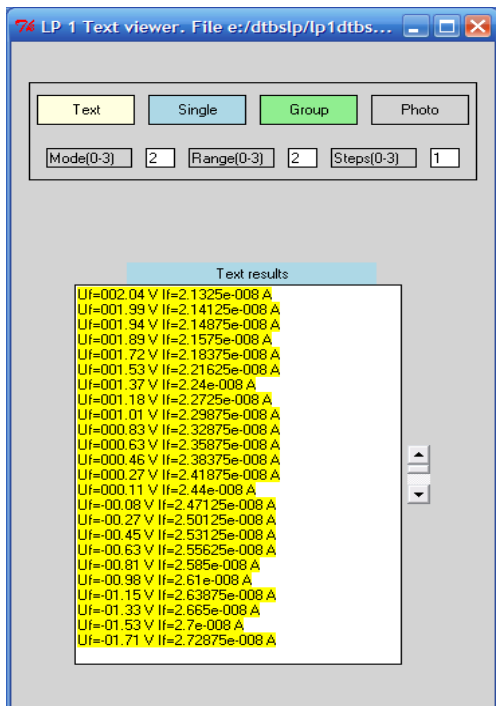 7% LP 1 Text viewer. File e:/dtbslp/lp1dtbs...
Text Single Group Photo
Mode(0-3) 2 Range(0-3) 2 Steps(0-3) 1
Text results
Uf=002.04 V If=2.1325e-008 A
Uf=001.99 V If=2.14125e-008 A
Uf=001.94 V If=2.14875e-008 A
Uf=001.89 V If=2.1575e-008 A
Uf=001.72 V If=2.18375e-008 A
Uf=001.53 V If=2.21625e-008 A
Uf=001.37 V If=2.24e-008 A
Uf=001.18 V If=2.2725e-008 A
Uf=001.01 V If=2.29875e-008 A
Uf=000.83 V If=2.32875e-008 A
Uf=000.63 V If=2.35875e-008 A
Uf=000.46 V If=2.38375e-008 A
Uf=000.27 V If=2.41875e-008 A
Uf=000.11 V If=2.44e-008 A
Uf=-00.08 V If=2.47125e-008 A
Uf=-00.27 V If=2.50125e-008 A
Uf=-00.45 V If=2.53125e-008 A
Uf=-00.63 V If=2.55625e-008 A
Uf=-00.81 V If=2.585e-008 A
Uf=-00.98 V If=2.61e-008 A
Uf=-01.15 V If=2.63875e-008 A
Uf=-01.33 V If=2.665e-008 A
Uf=-01.53 V If=2.7e-008 A
Uf=-01.71 V If=2.72875e-008 A